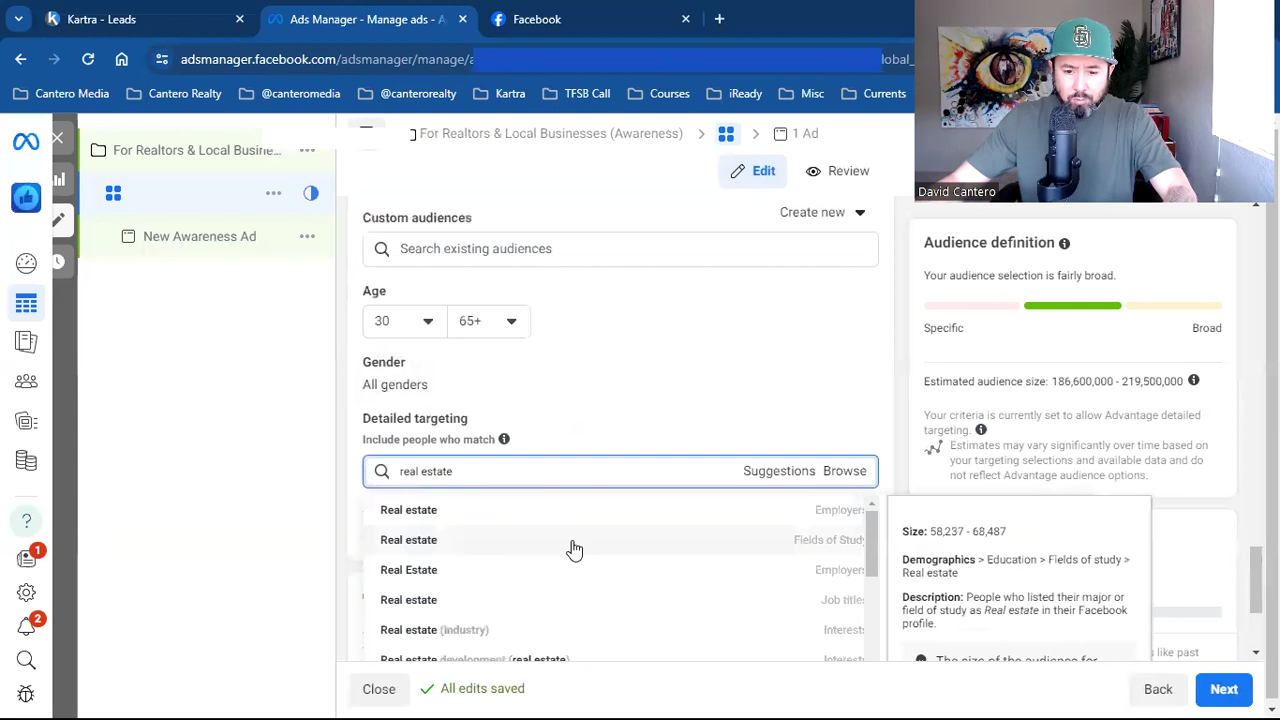 Kartra - Leads
Ads Manager - Manage ads - A
Facebook
adsmanager.facebook.com/adsmanager/manage/a
lobal_
Cantero Media
Cantero Realty
@canteromedia
@canterorealty
Kartra
TFSB Call
Courses
iReady
Misc
Currents
David Cantero
For Realtors & Local Busine...
For Realtors & Local Businesses (Awareness)
1 Ad
Edit
Review
New Awareness Ad
Custom audiences
Create new
Search existing audiences
Age
30
65+
Gender
All genders
Detailed targeting
Include people who match
real estate
Suggestions
Browse
Real estate
Employers
Real estate
Fields of Study
Real Estate
Employers
Real estate
Job titles
Real estate (industry)
Interests
Real estate development (real estate)
Interests
Audience definition
Your audience selection is fairly broad.
Specific
Broad
Estimated audience size: 186,600,000 - 219,500,000
Your criteria is currently set to allow Advantage detailed
targeting.
Estimates may vary significantly over time based on
your targeting selections and available data and do
not reflect Advantage audience options.
Size: 58,237 - 68,487
Demographics > Education > Fields of study >
Real estate
Description: People who listed their major or
field of study as Real estate in their Facebook
profile.
The size of the audience for
s like past
1
2
Close
All edits saved
Back
Next